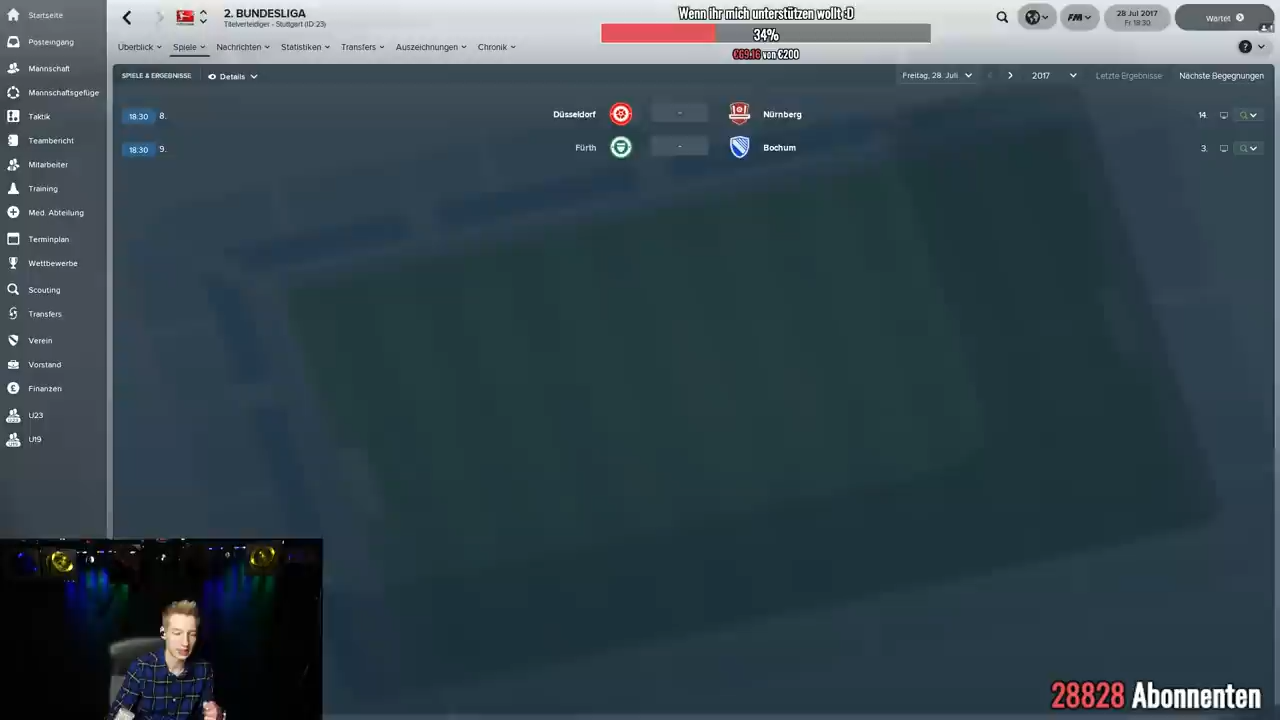 Startseite
Posteingang
Mannschaft
Mannschaftsgefüge
Taktik
Teambericht
Mitarbeiter
Training
Med. Abteilung
Terminplan
Wettbewerbe
Scouting
Transfers
Verein
Vorstand
Finanzen
U23
U19
2. BUNDESLIGA
Titelverteidiger - Stuttgart (ID:23)
Wenn ihr mich unterstützen wollt :D
34%
€69.16 von €200
FM
28 Jul 2017
Fr 18:30
Wartet
Überblick Spiele Nachrichten Statistiken Transfers Auszeichnungen Chronik
SPIELE & ERGEBNISSE Details Freitag, 28. Juli 2017 Letzte Ergebnisse Nächste Begegnungen
18.30 8. Düsseldorf - Nürnberg 14.
18.30 9. Fürth - Bochum 3.
28828 Abonnenten